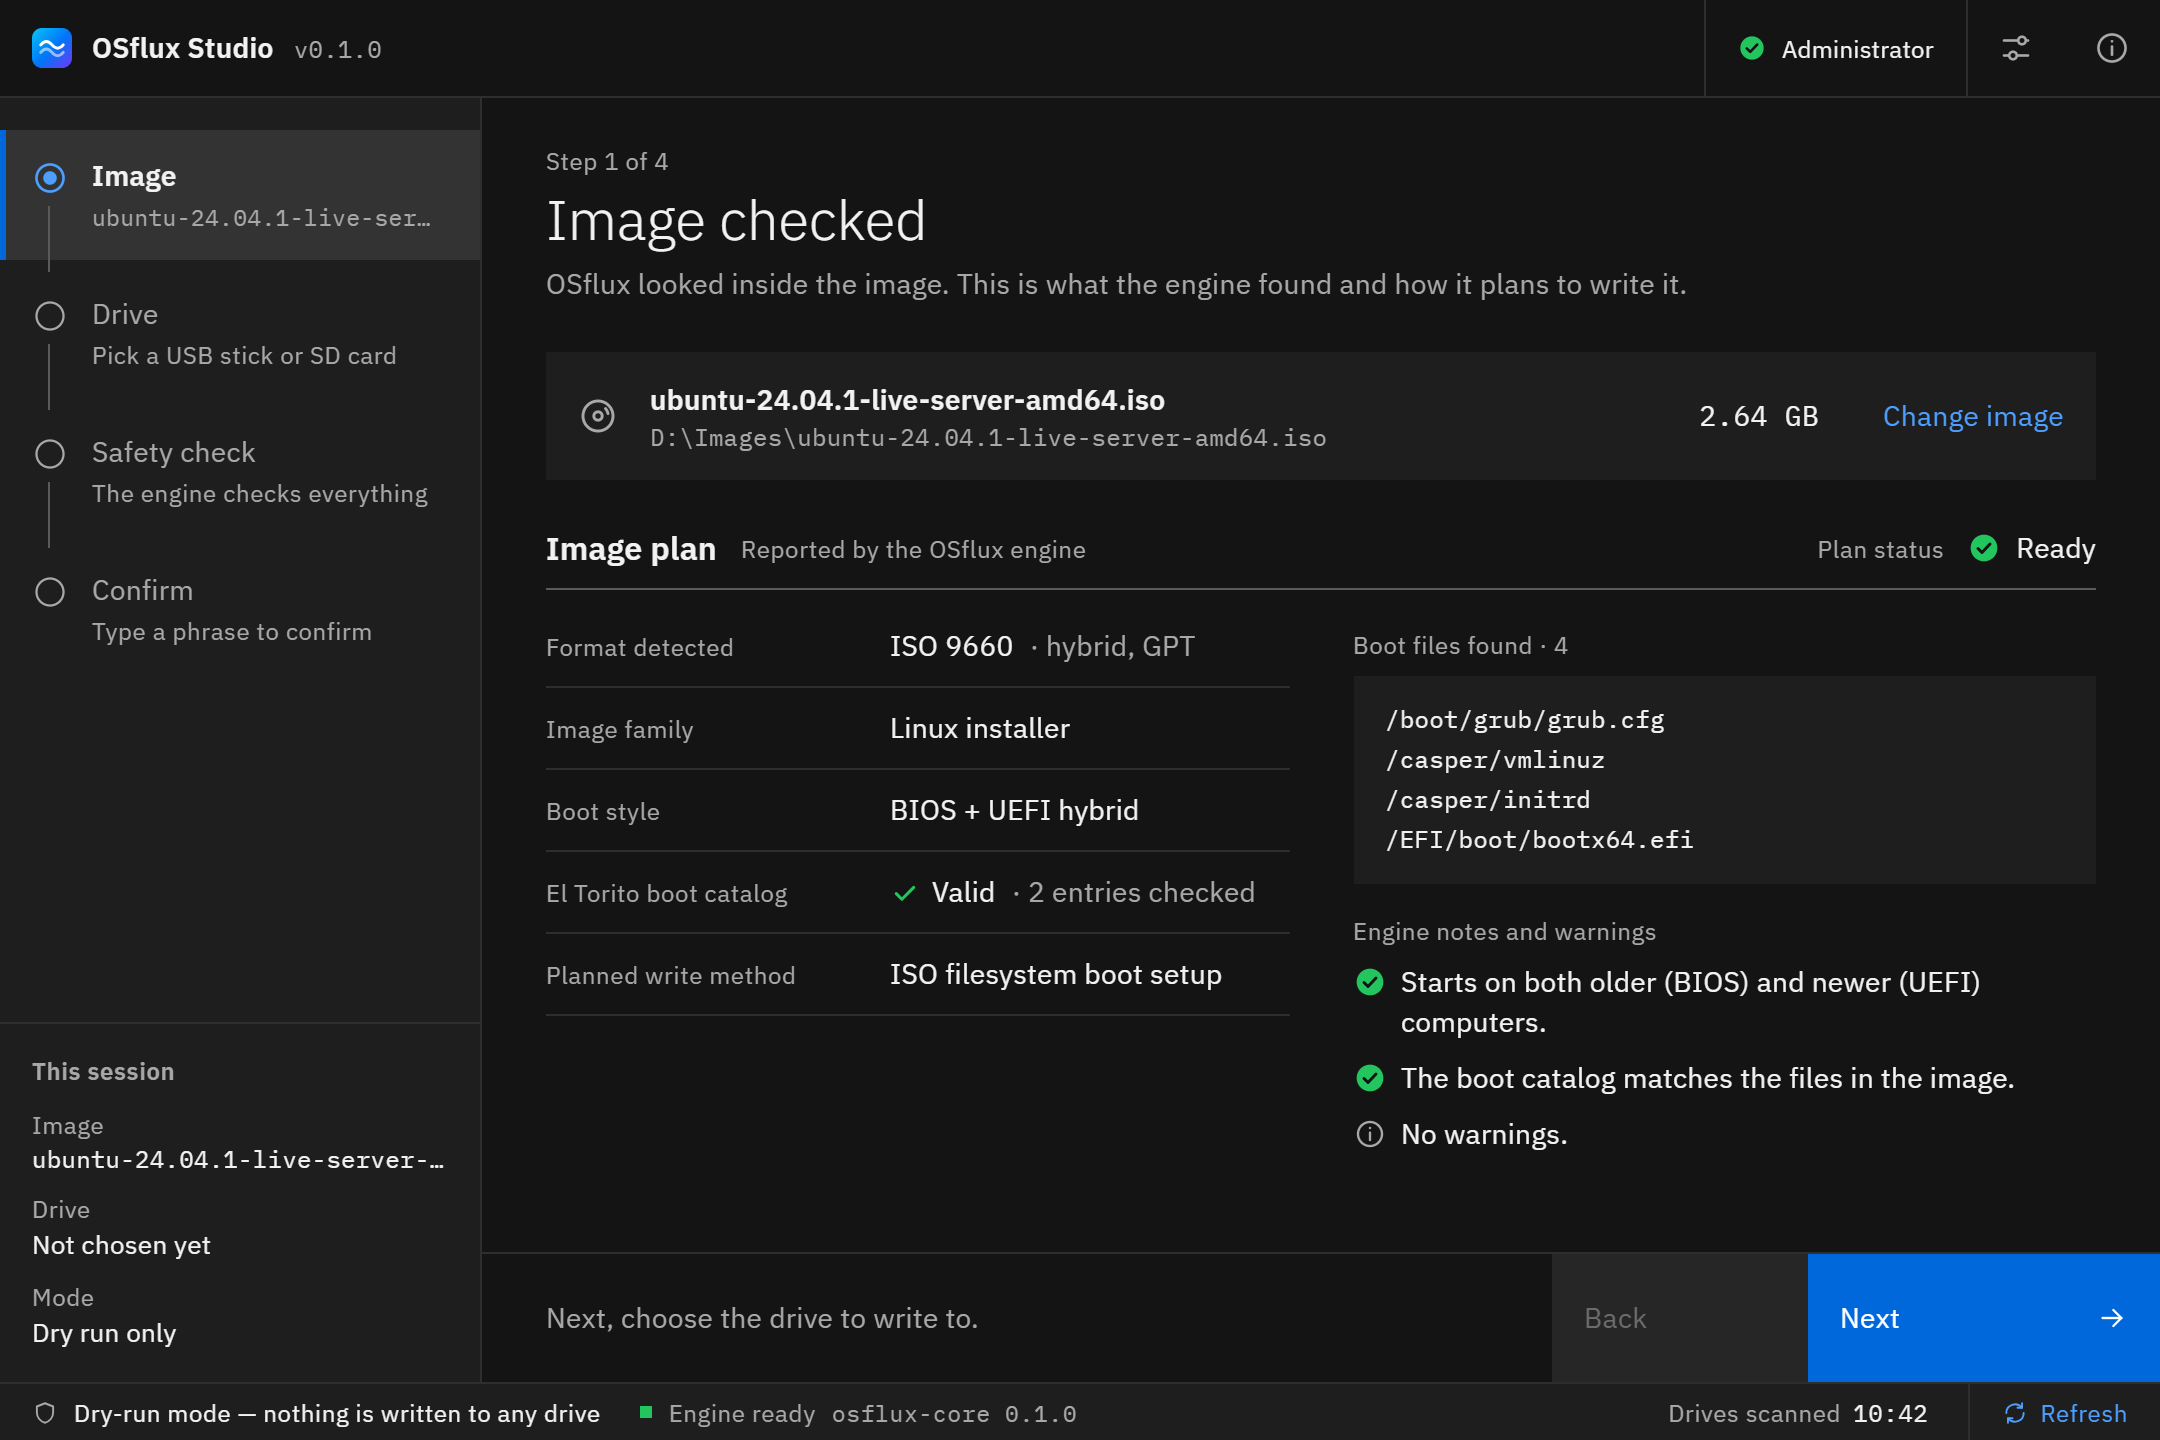 OSflux Studio v0.1.0
Administrator
Image
ubuntu-24.04.1-live-ser…
Drive
Pick a USB stick or SD card
Safety check
The engine checks everything
Confirm
Type a phrase to confirm
This session
Image
ubuntu-24.04.1-live-server-…
Drive
Not chosen yet
Mode
Dry run only
Step 1 of 4
Image checked
OSflux looked inside the image. This is what the engine found and how it plans to write it.
ubuntu-24.04.1-live-server-amd64.iso
D:\Images\ubuntu-24.04.1-live-server-amd64.iso
2.64 GB
Change image
Image plan Reported by the OSflux engine
Plan status Ready
Format detected ISO 9660 · hybrid, GPT
Image family Linux installer
Boot style BIOS + UEFI hybrid
El Torito boot catalog Valid · 2 entries checked
Planned write method ISO filesystem boot setup
Boot files found · 4
/boot/grub/grub.cfg
/casper/vmlinuz
/casper/initrd
/EFI/boot/bootx64.efi
Engine notes and warnings
Starts on both older (BIOS) and newer (UEFI)
computers.
The boot catalog matches the files in the image.
No warnings.
Next, choose the drive to write to.
Back
Next
Dry-run mode — nothing is written to any drive
Engine ready osflux-core 0.1.0
Drives scanned 10:42
Refresh